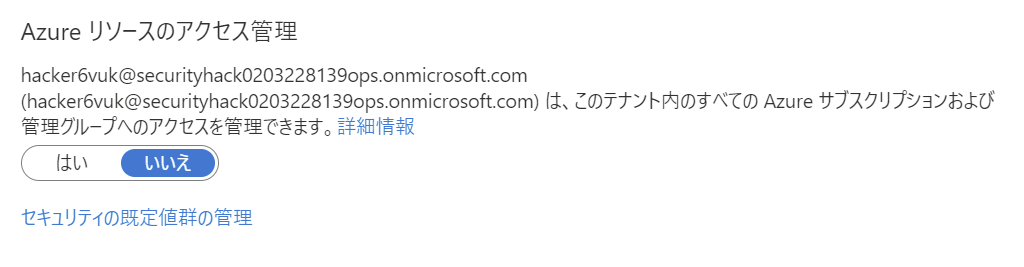 Azure リソースのアクセス管理
hacker6vuk@securityhack0203228139ops.onmicrosoft.com
(hacker6vuk@securityhack0203228139ops.onmicrosoft.com) は、このテナント内のすべての Azure サブスクリプションおよび
管理グループへのアクセスを管理できます。詳細情報
はい いいえ
セキュリティの既定値群の管理